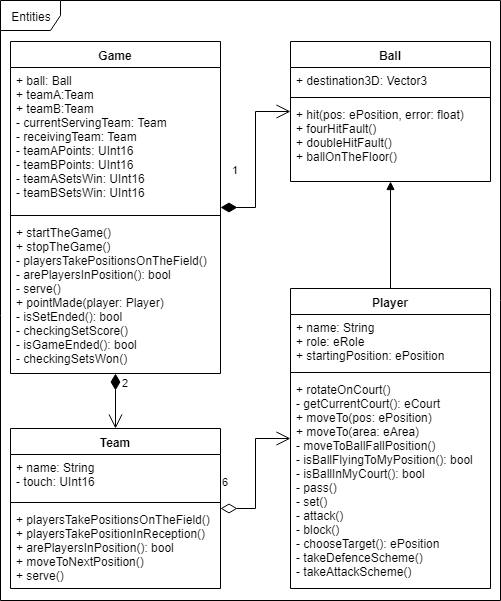 Entities
Game
+ ball: Ball
+ teamA:Team
+ teamB:Team
- currentServingTeam: Team
- receivingTeam: Team
- teamAPoints: UInt16
- teamBPoints: UInt16
- teamASetsWin: UInt16
- teamBSetsWin: UInt16
+ startTheGame()
+ stopTheGame()
- playersTakePositionsOnTheField()
- arePlayersInPosition(): bool
- serve()
+ pointMade(player: Player)
- isSetEnded(): bool
- checkingSetScore()
- isGameEnded(): bool
- checkingSetsWon()
1
Ball
+ destination3D: Vector3
+ hit(pos: ePosition, error: float)
+ fourHitFault()
+ doubleHitFault()
+ ballOnTheFloor()
2
Team
+ name: String
- touch: UInt16
+ playersTakePositionsOnTheField()
+ playersTakePositionInReception()
+ arePlayersInPosition(): bool
+ moveToNextPosition()
+ serve()
6
Player
+ name: String
+ role: eRole
+ startingPosition: ePosition
+ rotateOnCourt()
- getCurrentCourt(): eCourt
+ moveTo(pos: ePosition)
+ moveTo(area: eArea)
- moveToBallFallPosition()
- isBallFlyingToMyPosition(): bool
- isBallInMyCourt(): bool
- pass()
- set()
- attack()
- block()
- chooseTarget(): ePosition
- takeDefenceScheme()
- takeAttackScheme()